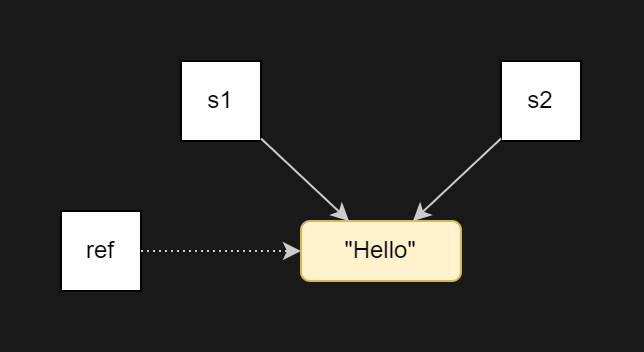 s1
s2
ref
"Hello"